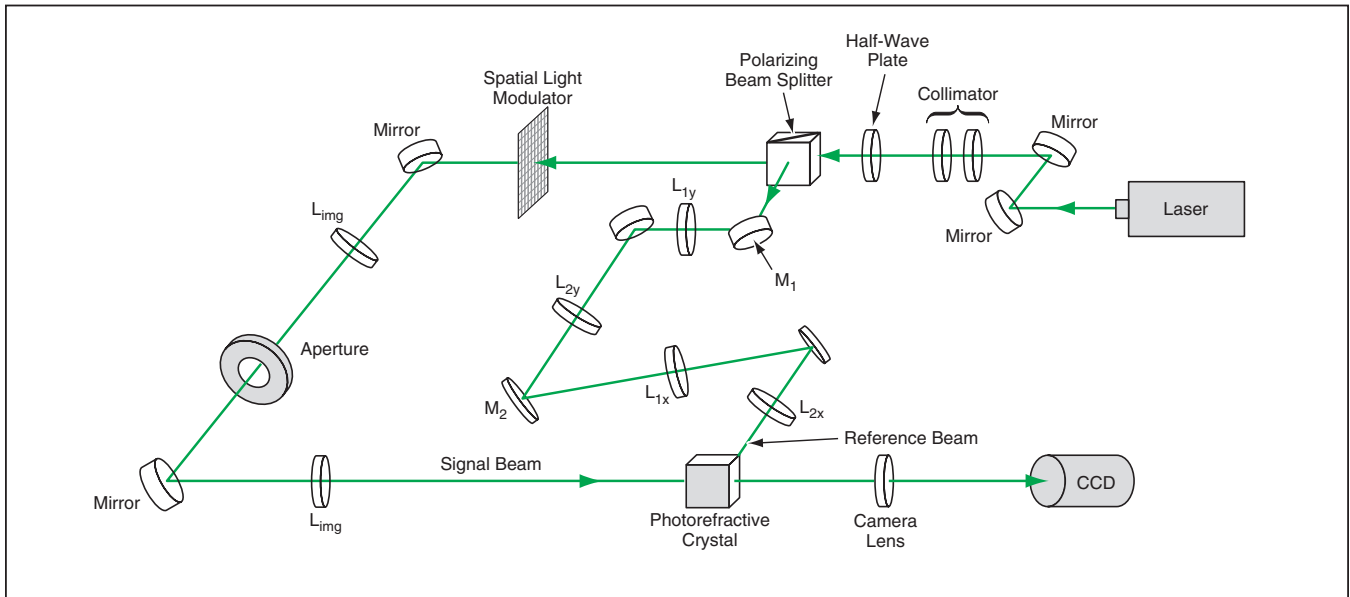 Half-Wave
Plate
Polarizing
Beam Splitter
Collimator
Spatial Light
Modulator
Mirror
Mirror
L1y
Laser
Limg
Mirror
M1
L2y
Aperture
L1x
M2
L2x
Reference Beam
Signal Beam
CCD
Mirror
Limg
Photorefractive
Crystal
Camera
Lens